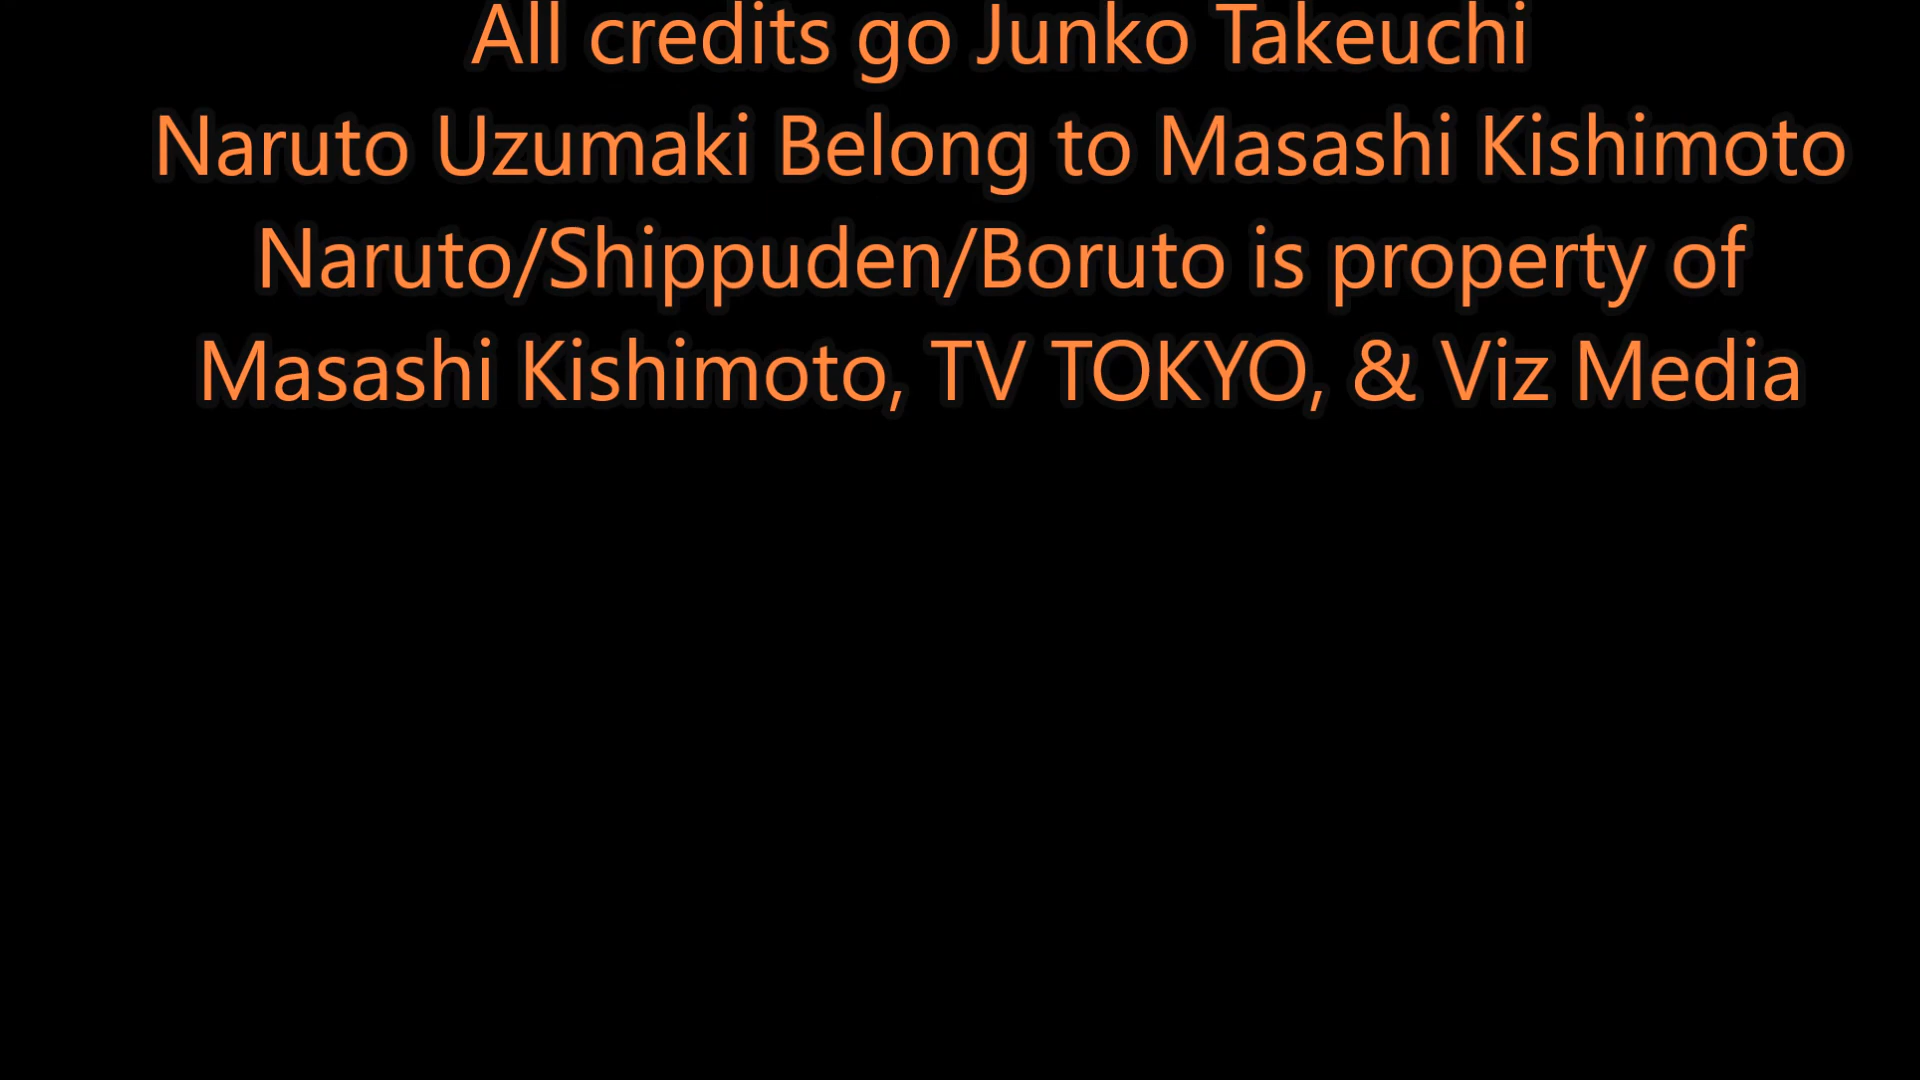 All credits go Junko Takeuchi
Naruto Uzumaki Belong to Masashi Kishimoto
Naruto/Shippuden/Boruto is property of
Masashi Kishimoto, TV TOKYO, & Viz Media